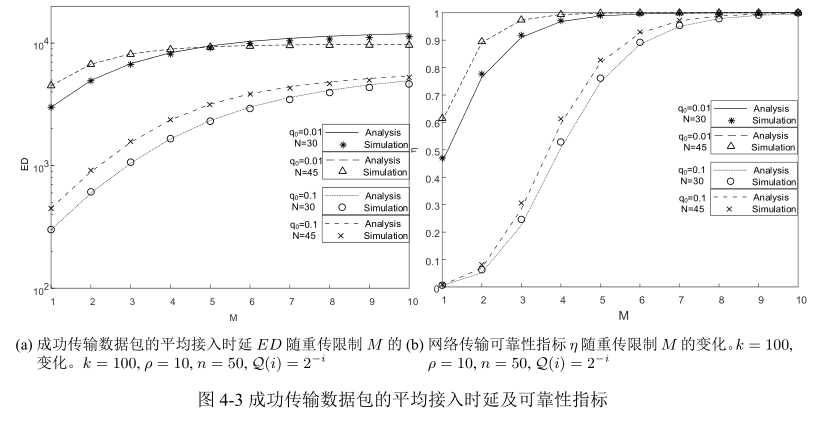 10⁴
10³
10²
ED
1 2 3 4 5 6 7 8 9 10
M
q₀=0.01 Analysis
N=30 Simulation
q₀=0.01 Analysis
N=45 Simulation
q₀=0.1 Analysis
N=30 Simulation
q₀=0.1 Analysis
N=45 Simulation
1
0.9
0.8
0.7
0.6
0.5
0.4
0.3
0.2
0.1
0
η
1 2 3 4 5 6 7 8 9 10
M
q₀=0.01 Analysis
N=30 Simulation
q₀=0.01 Analysis
N=45 Simulation
q₀=0.1 Analysis
N=30 Simulation
q₀=0.1 Analysis
N=45 Simulation
(a) 成功传输数据包的平均接入时延 ED 随重传限制 M 的
变化。k = 100, ρ = 10, n = 50, Q(i) = 2⁻ⁱ
(b) 网络传输可靠性指标 η 随重传限制 M 的变化。k = 100,
ρ = 10, n = 50, Q(i) = 2⁻ⁱ
图 4-3 成功传输数据包的平均接入时延及可靠性指标